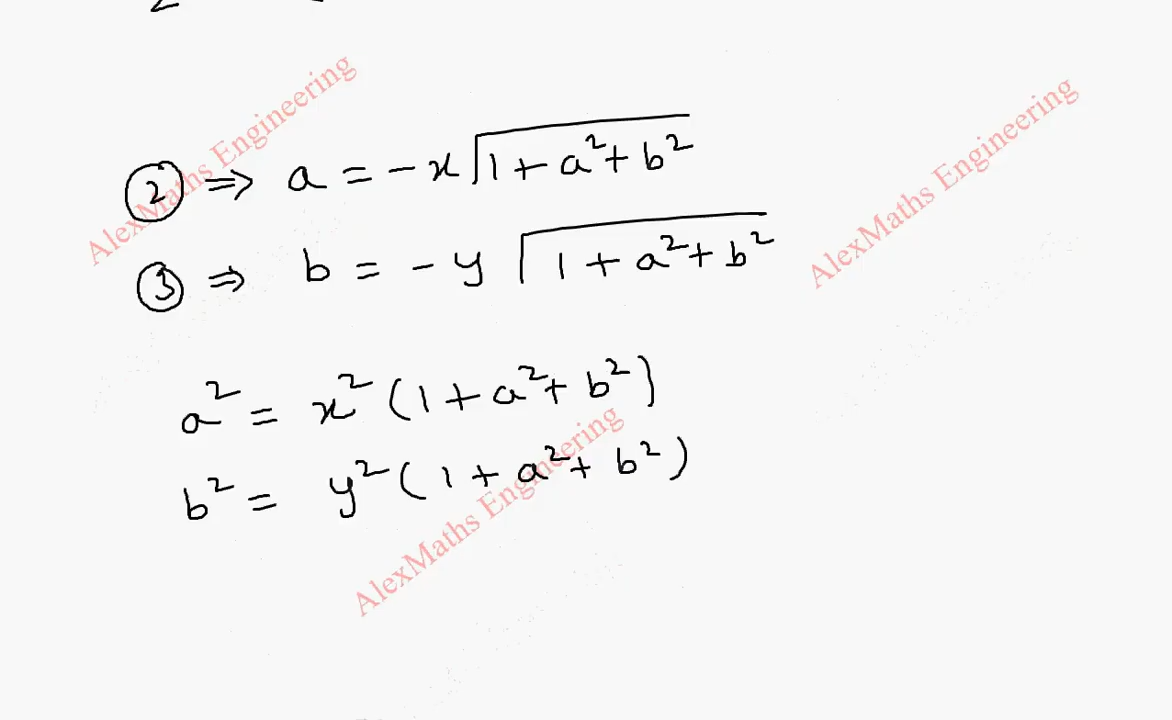 ② ⇒ a = -x √(1 + a² + b²)
③ ⇒ b = -y √(1 + a² + b²)
a² = x² (1 + a² + b²)
b² = y² (1 + a² + b²)
AlexMaths Engineering
AlexMaths Engineering
AlexMaths Engineering